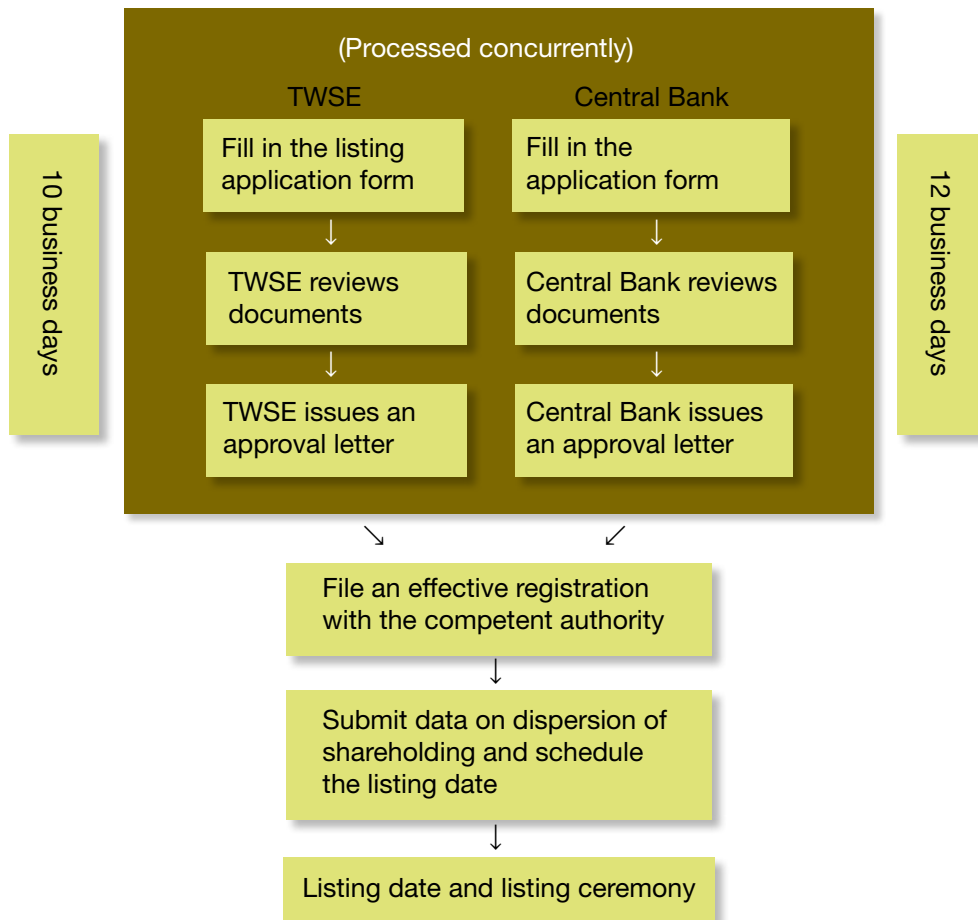 (Processed concurrently)
TWSE
Central Bank
10 business days
12 business days
Fill in the listing
application form
Fill in the
application form
↓
↓
TWSE reviews
documents
Central Bank reviews
documents
↓
↓
TWSE issues an
approval letter
Central Bank issues
an approval letter
↘
↙
File an effective registration
with the competent authority
↓
Submit data on dispersion of
shareholding and schedule
the listing date
↓
Listing date and listing ceremony